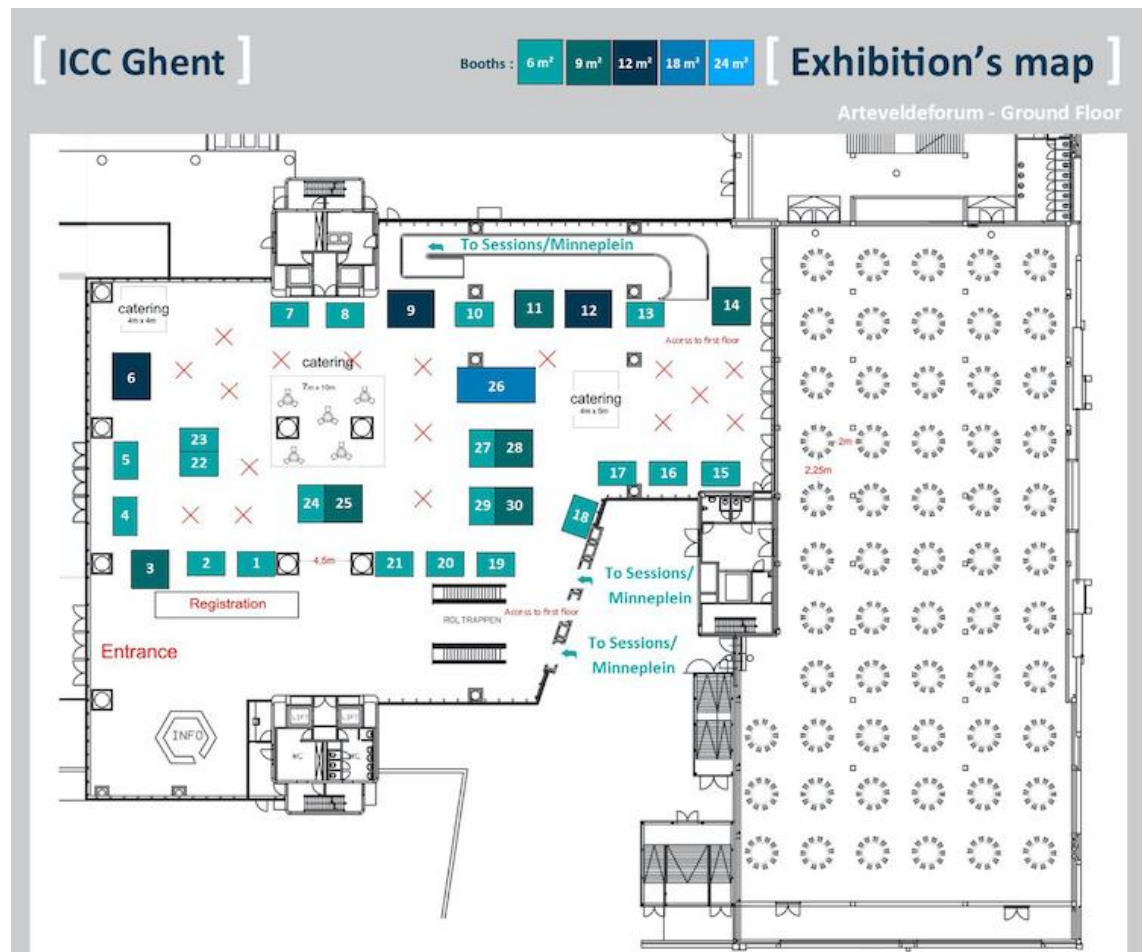 [ ICC Ghent ]
Booths : 6 m² 9 m² 12 m² 18 m² 24 m²
[ Exhibition's map ]
Arteveldeforum - Ground Floor
To Sessions/Minneplein
catering
4m x 4m
7
8
9
10
11
12
13
14
Access to first floor
6
catering
7m x 10m
26
catering
4m x 5m
5
23
22
27
28
2m
2,25m
17
16
15
4
24
25
29
30
18
3
2
1
4,5m
21
20
19
To Sessions/
Minneplein
Registration
Access to first floor
ROLTRAPPEN
Entrance
To Sessions/
Minneplein
INFO
LIFT
LIFT
WC
WC